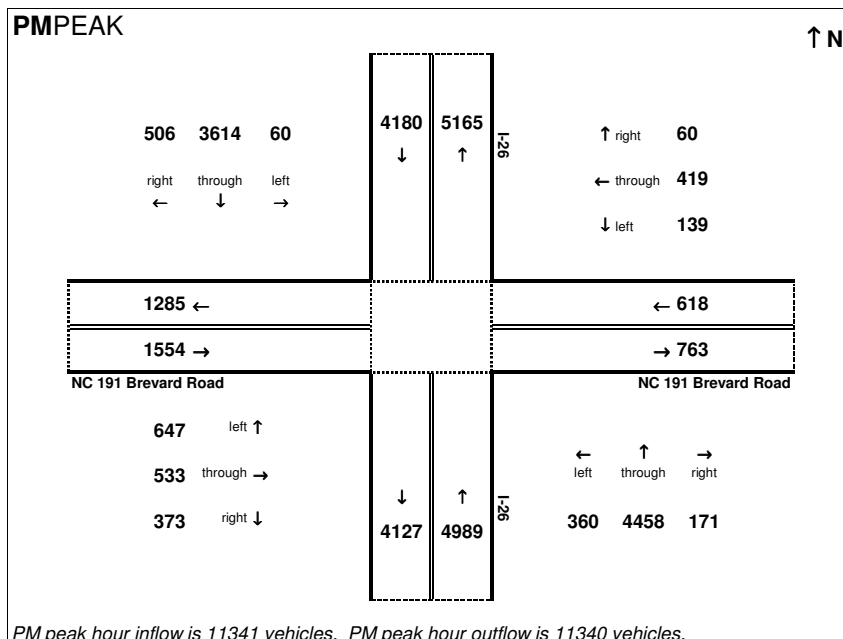 PM PEAK
↑ N
4180 5165
I-26
506 3614 60
right through left
← ↓ →
↓ ↑
↑ right 60
← through 419
↓ left 139
1285 ←
← 618
1554 →
→ 763
NC 191 Brevard Road
NC 191 Brevard Road
647 left ↑
533 through →
373 right ↓
↓ ↑
4127 4989
I-26
← ↑ →
left through right
360 4458 171
PM peak hour inflow is 11341 vehicles. PM peak hour outflow is 11340 vehicles.